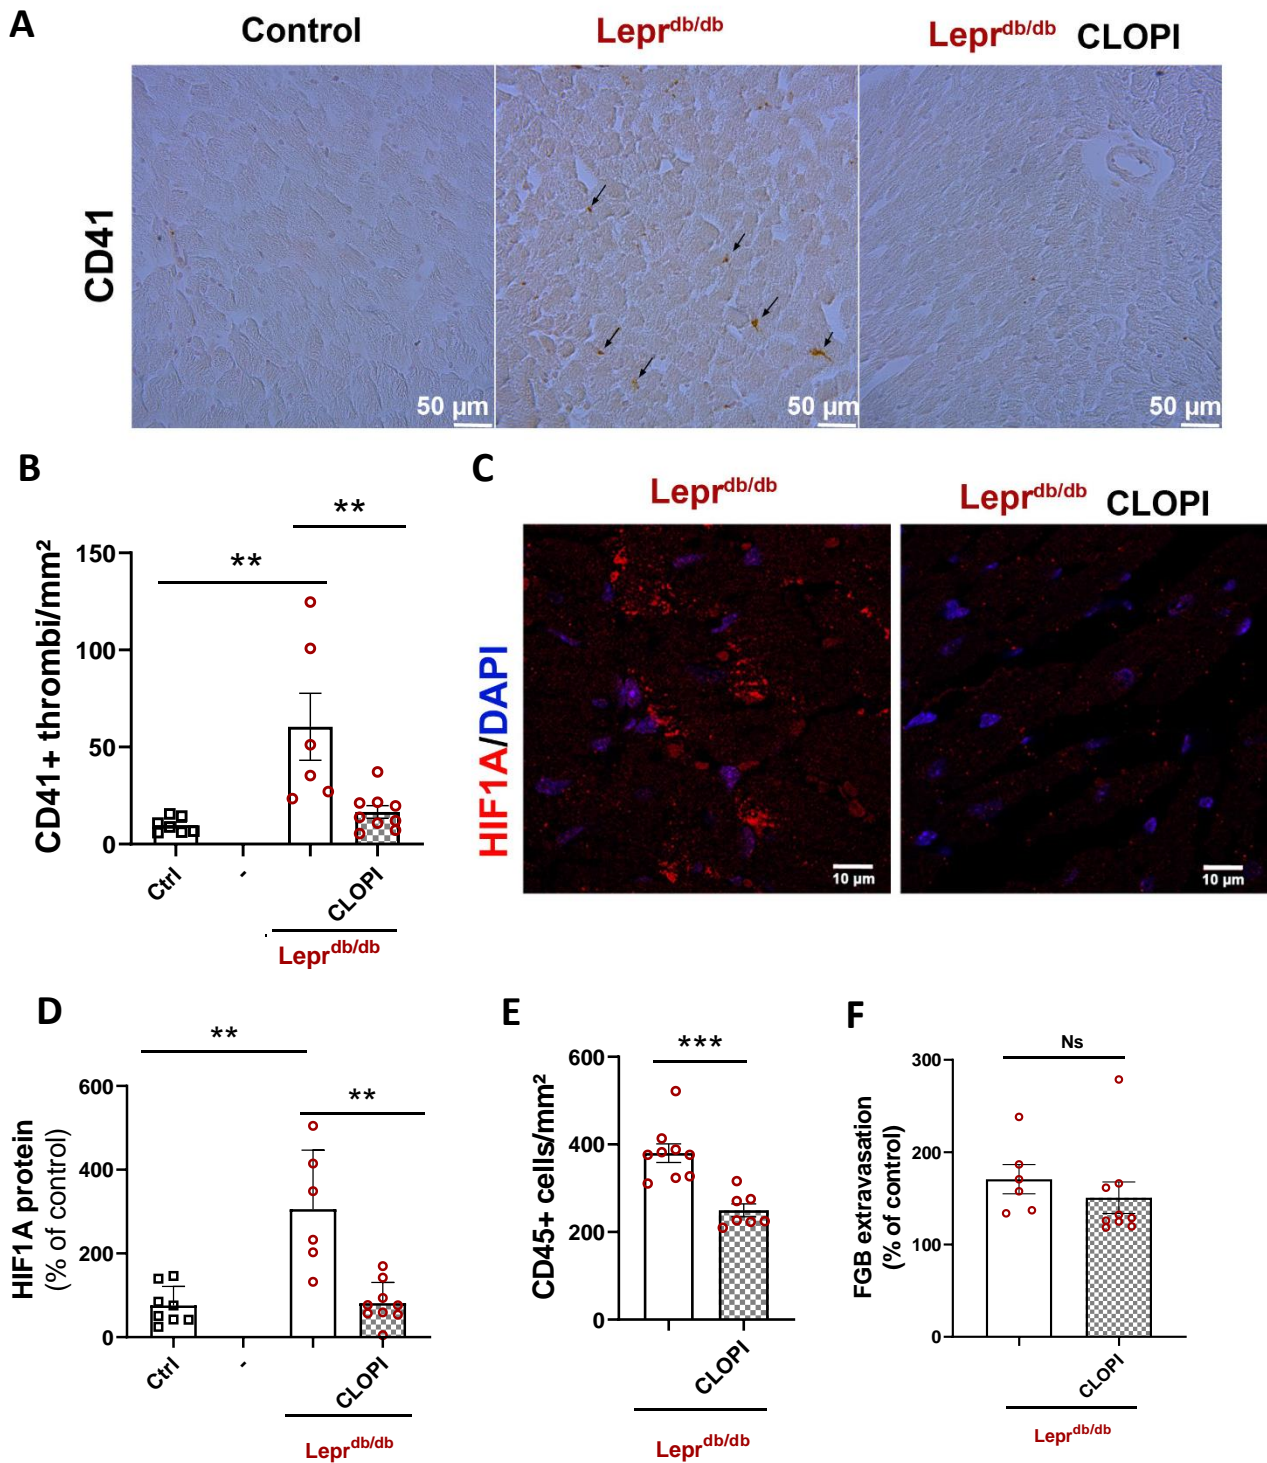 A
Control
Lepr^db/db
Lepr^db/db CLOPI
CD41
50 µm
50 µm
50 µm
B
**
**
CD41+ thrombi/mm²
150
100
50
0
Ctrl
-
CLOPI
Lepr^db/db
C
Lepr^db/db
Lepr^db/db CLOPI
HIF1A/DAPI
10 µm
10 µm
D
**
**
HIF1A protein
(% of control)
600
400
200
0
Ctrl
-
CLOPI
Lepr^db/db
E
***
CD45+ cells/mm²
600
400
200
0
CLOPI
Lepr^db/db
F
Ns
FGB extravasation
(% of control)
300
200
100
0
CLOPI
Lepr^db/db